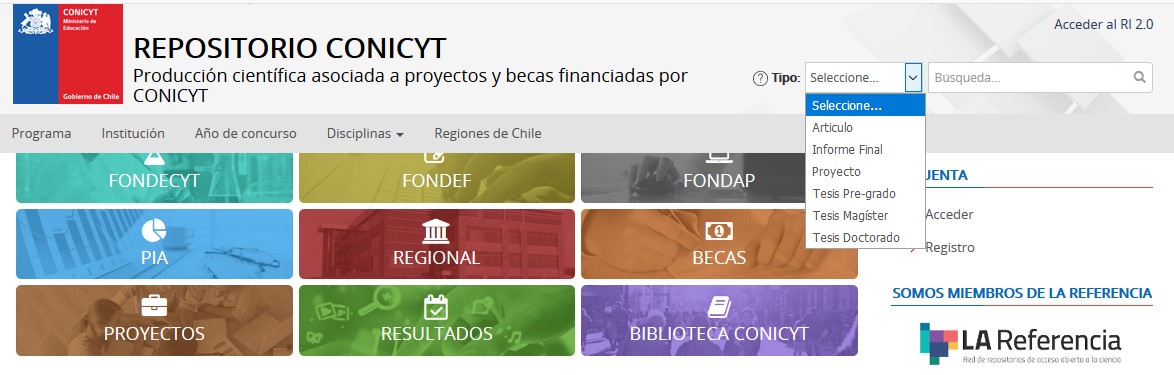 CONICYT
Ministerio de
Educación
Gobierno de Chile
REPOSITORIO CONICYT
Producción científica asociada a proyectos y becas financiadas por
CONICYT
Acceder al RI 2.0
? Tipo: Seleccione... Búsqueda...
Seleccione...
Articulo
Informe Final
Proyecto
Tesis Pre-grado
Tesis Magíster
Tesis Doctorado
Programa Institución Año de concurso Disciplinas Regiones de Chile
FONDECYT FONDEF FONDAP
PIA REGIONAL BECAS
PROYECTOS RESULTADOS BIBLIOTECA CONICYT
UENTA
Acceder
Registro
SOMOS MIEMBROS DE LA REFERENCIA
LA Referencia
Red de repositorios de acceso abierto a la ciencia